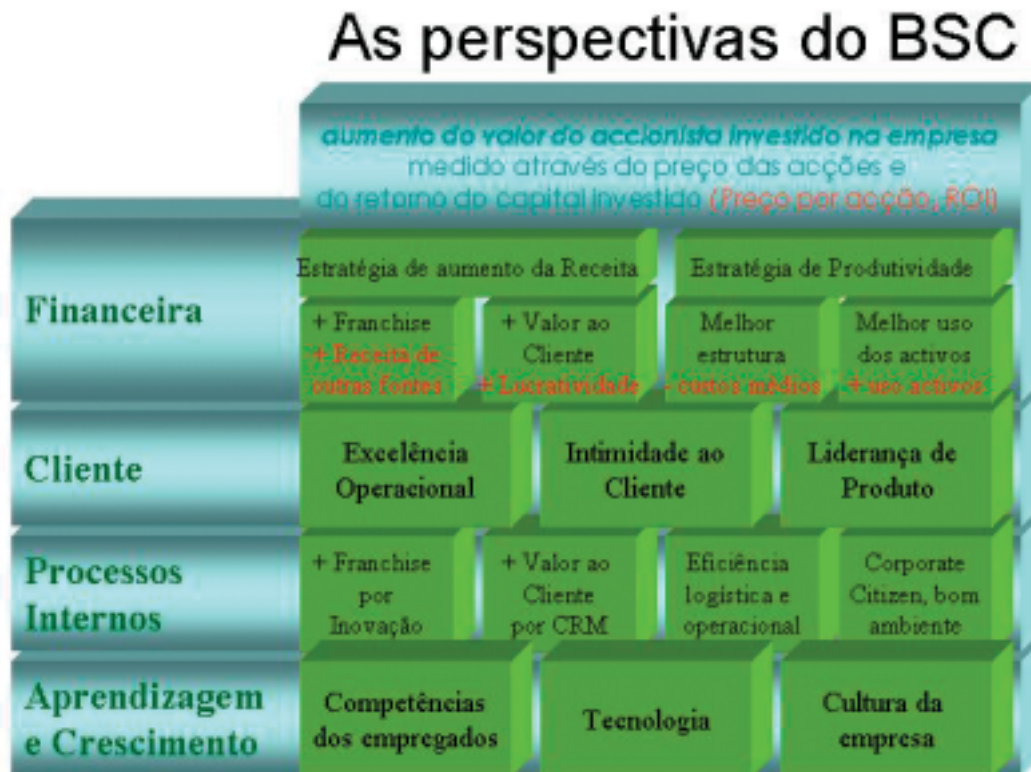 As perspectivas do BSC
aumento do valor do accionista investido na empresa
medido através do preço das acções e
do retorno do capital investido (Preço por acção, ROI)
Financeira
Estratégia de aumento da Receita
Estratégia de Produtividade
+ Franchise
+ Receita de
outras fontes
+ Valor ao
Cliente
+ Lucratividade
Melhor
estrutura
- custos médios
Melhor uso
dos activos
+ uso activos
Cliente
Excelência
Operacional
Intimidade ao
Cliente
Liderança de
Produto
Processos
Internos
+ Franchise
por
Inovação
+ Valor ao
Cliente
por CRM
Eficiência
logística e
operacional
Corporate
Citizen, bom
ambiente
Aprendizagem
e Crescimento
Competências
dos empregados
Tecnologia
Cultura da
empresa